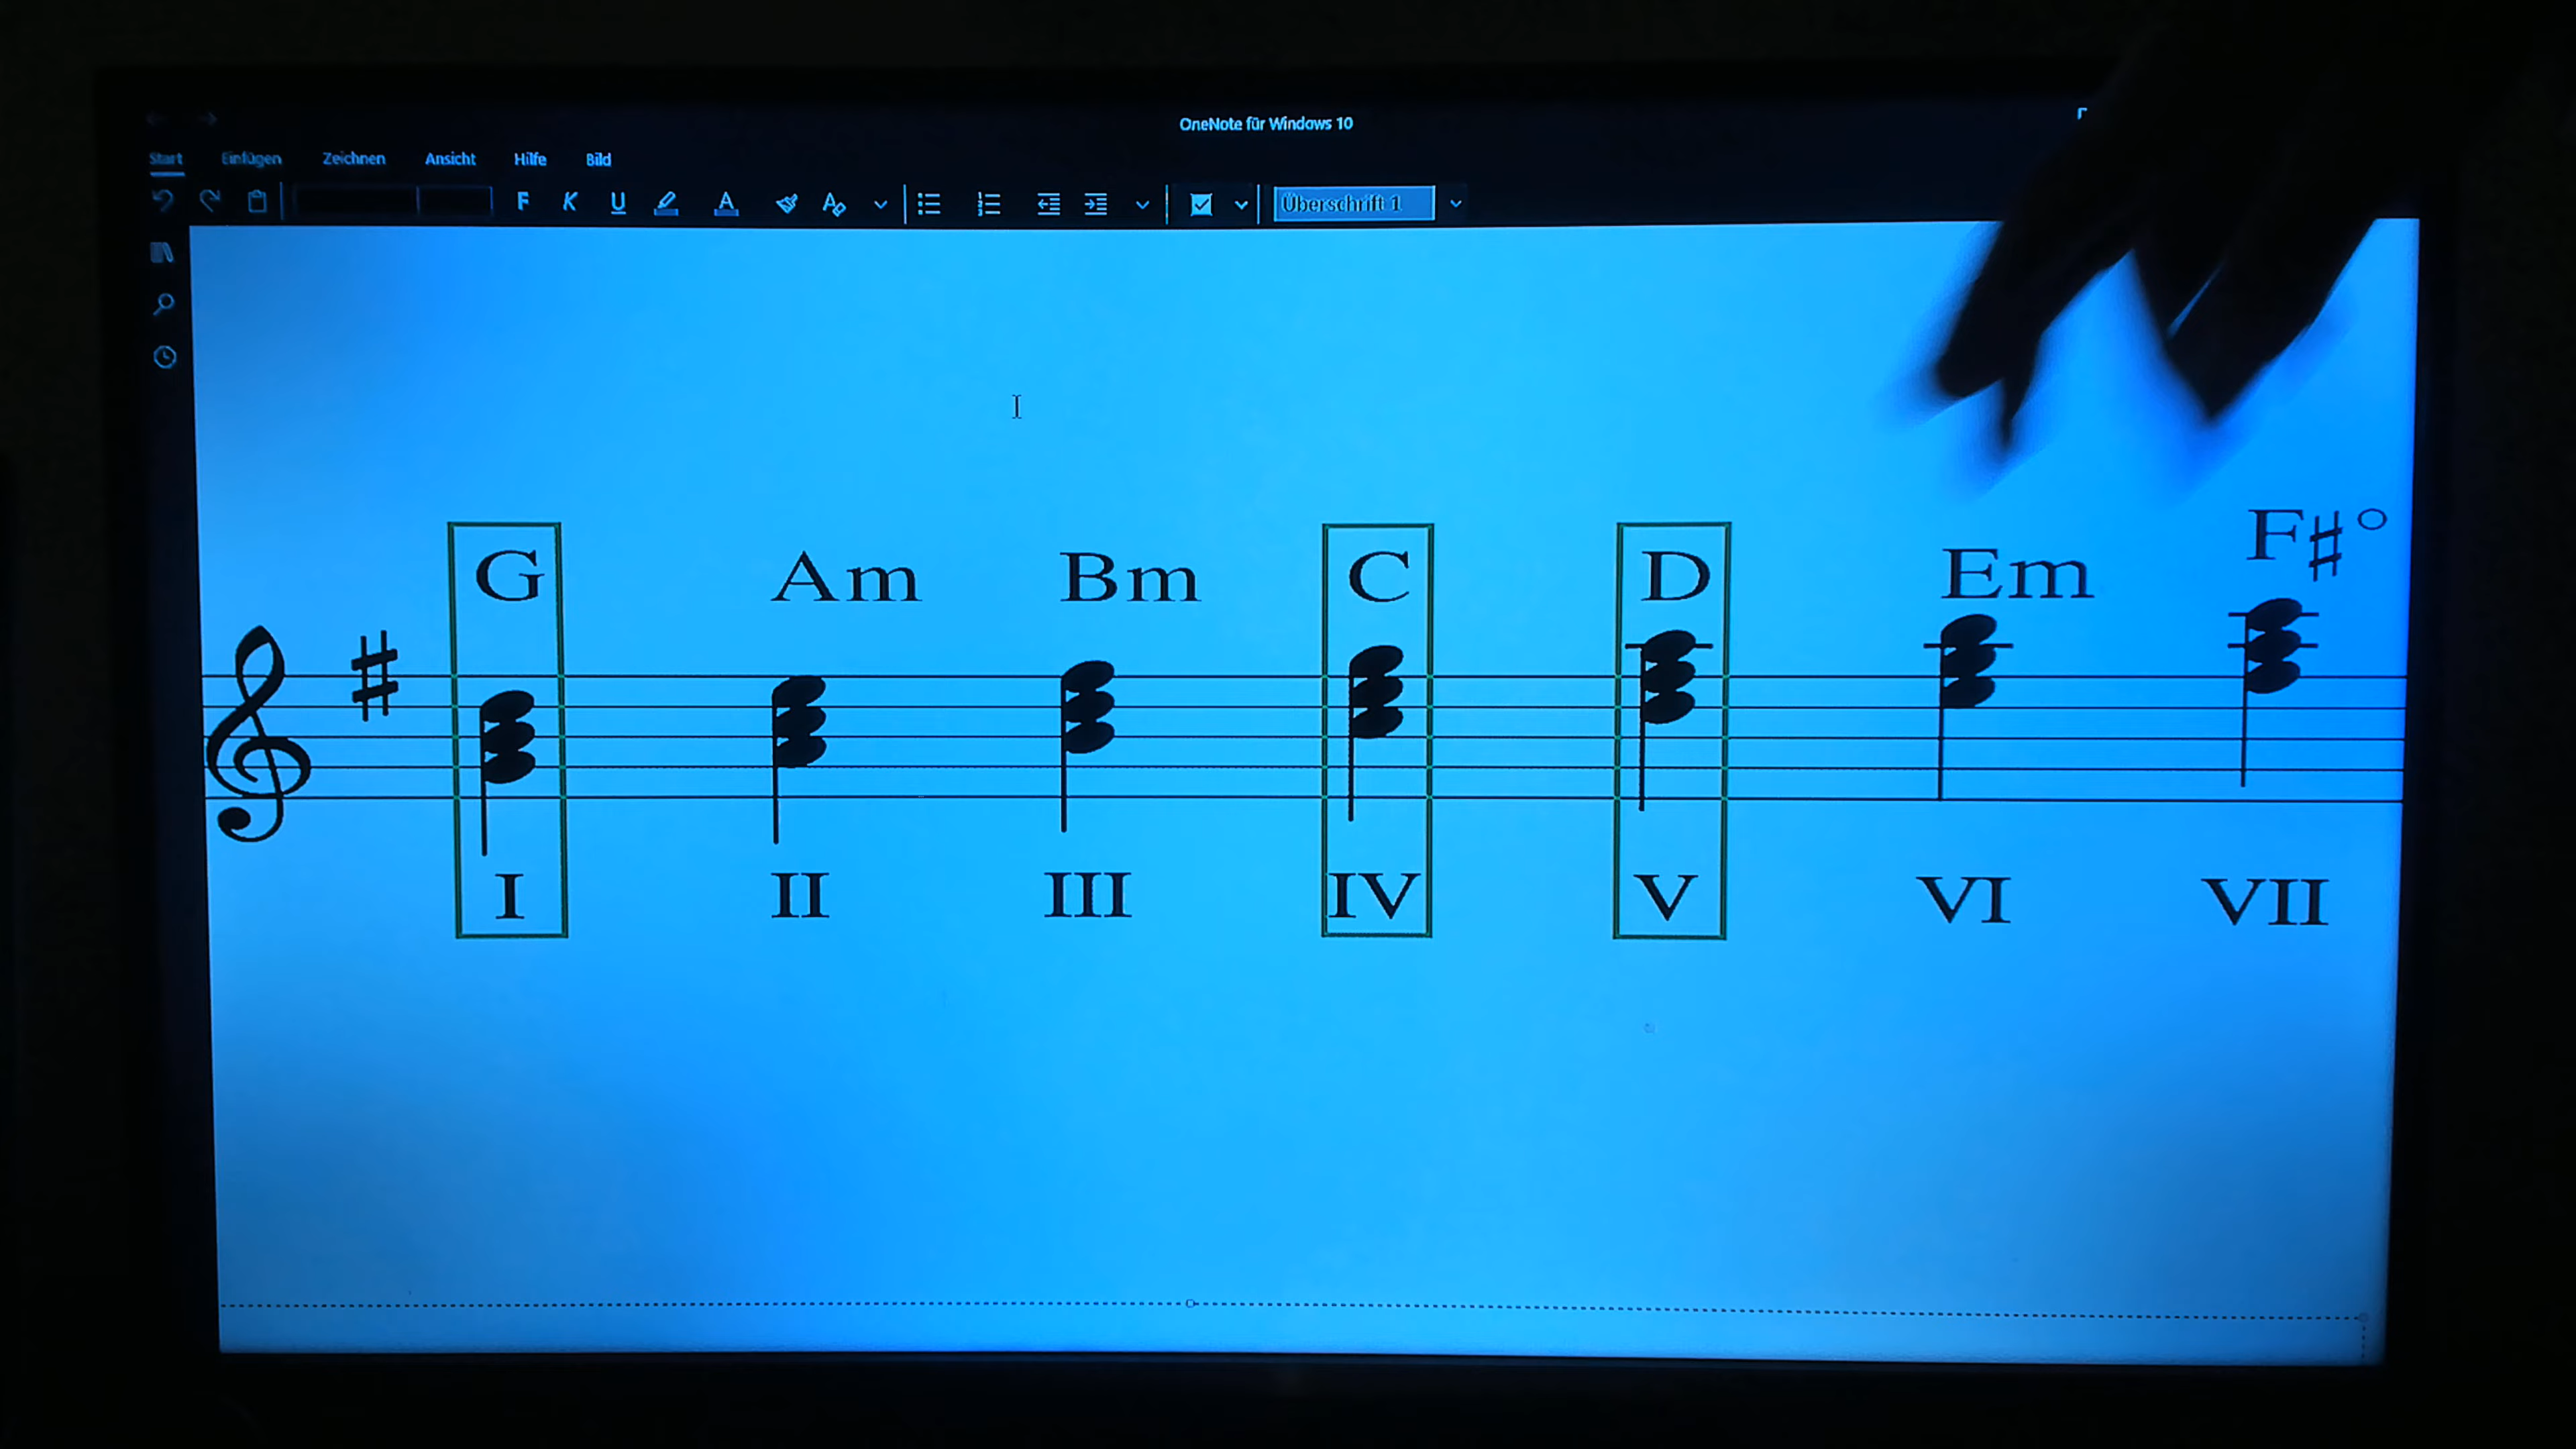 OneNote für Windows 10
Start Einfügen Zeichnen Ansicht Hilfe Bild
F K U A A Überschrift 1
G Am Bm C D Em F♯°
I II III IV V VI VII